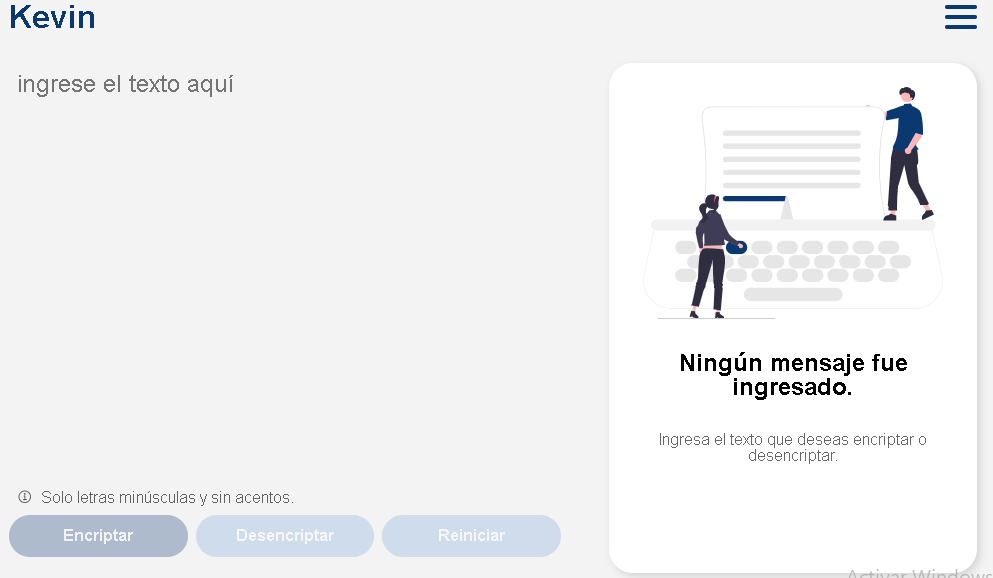 Kevin
ingrese el texto aquí
Ningún mensaje fue
ingresado.
Ingresa el texto que deseas encriptar o
desencriptar.
Solo letras minúsculas y sin acentos.
Encriptar
Desencriptar
Reiniciar
Activar Windows